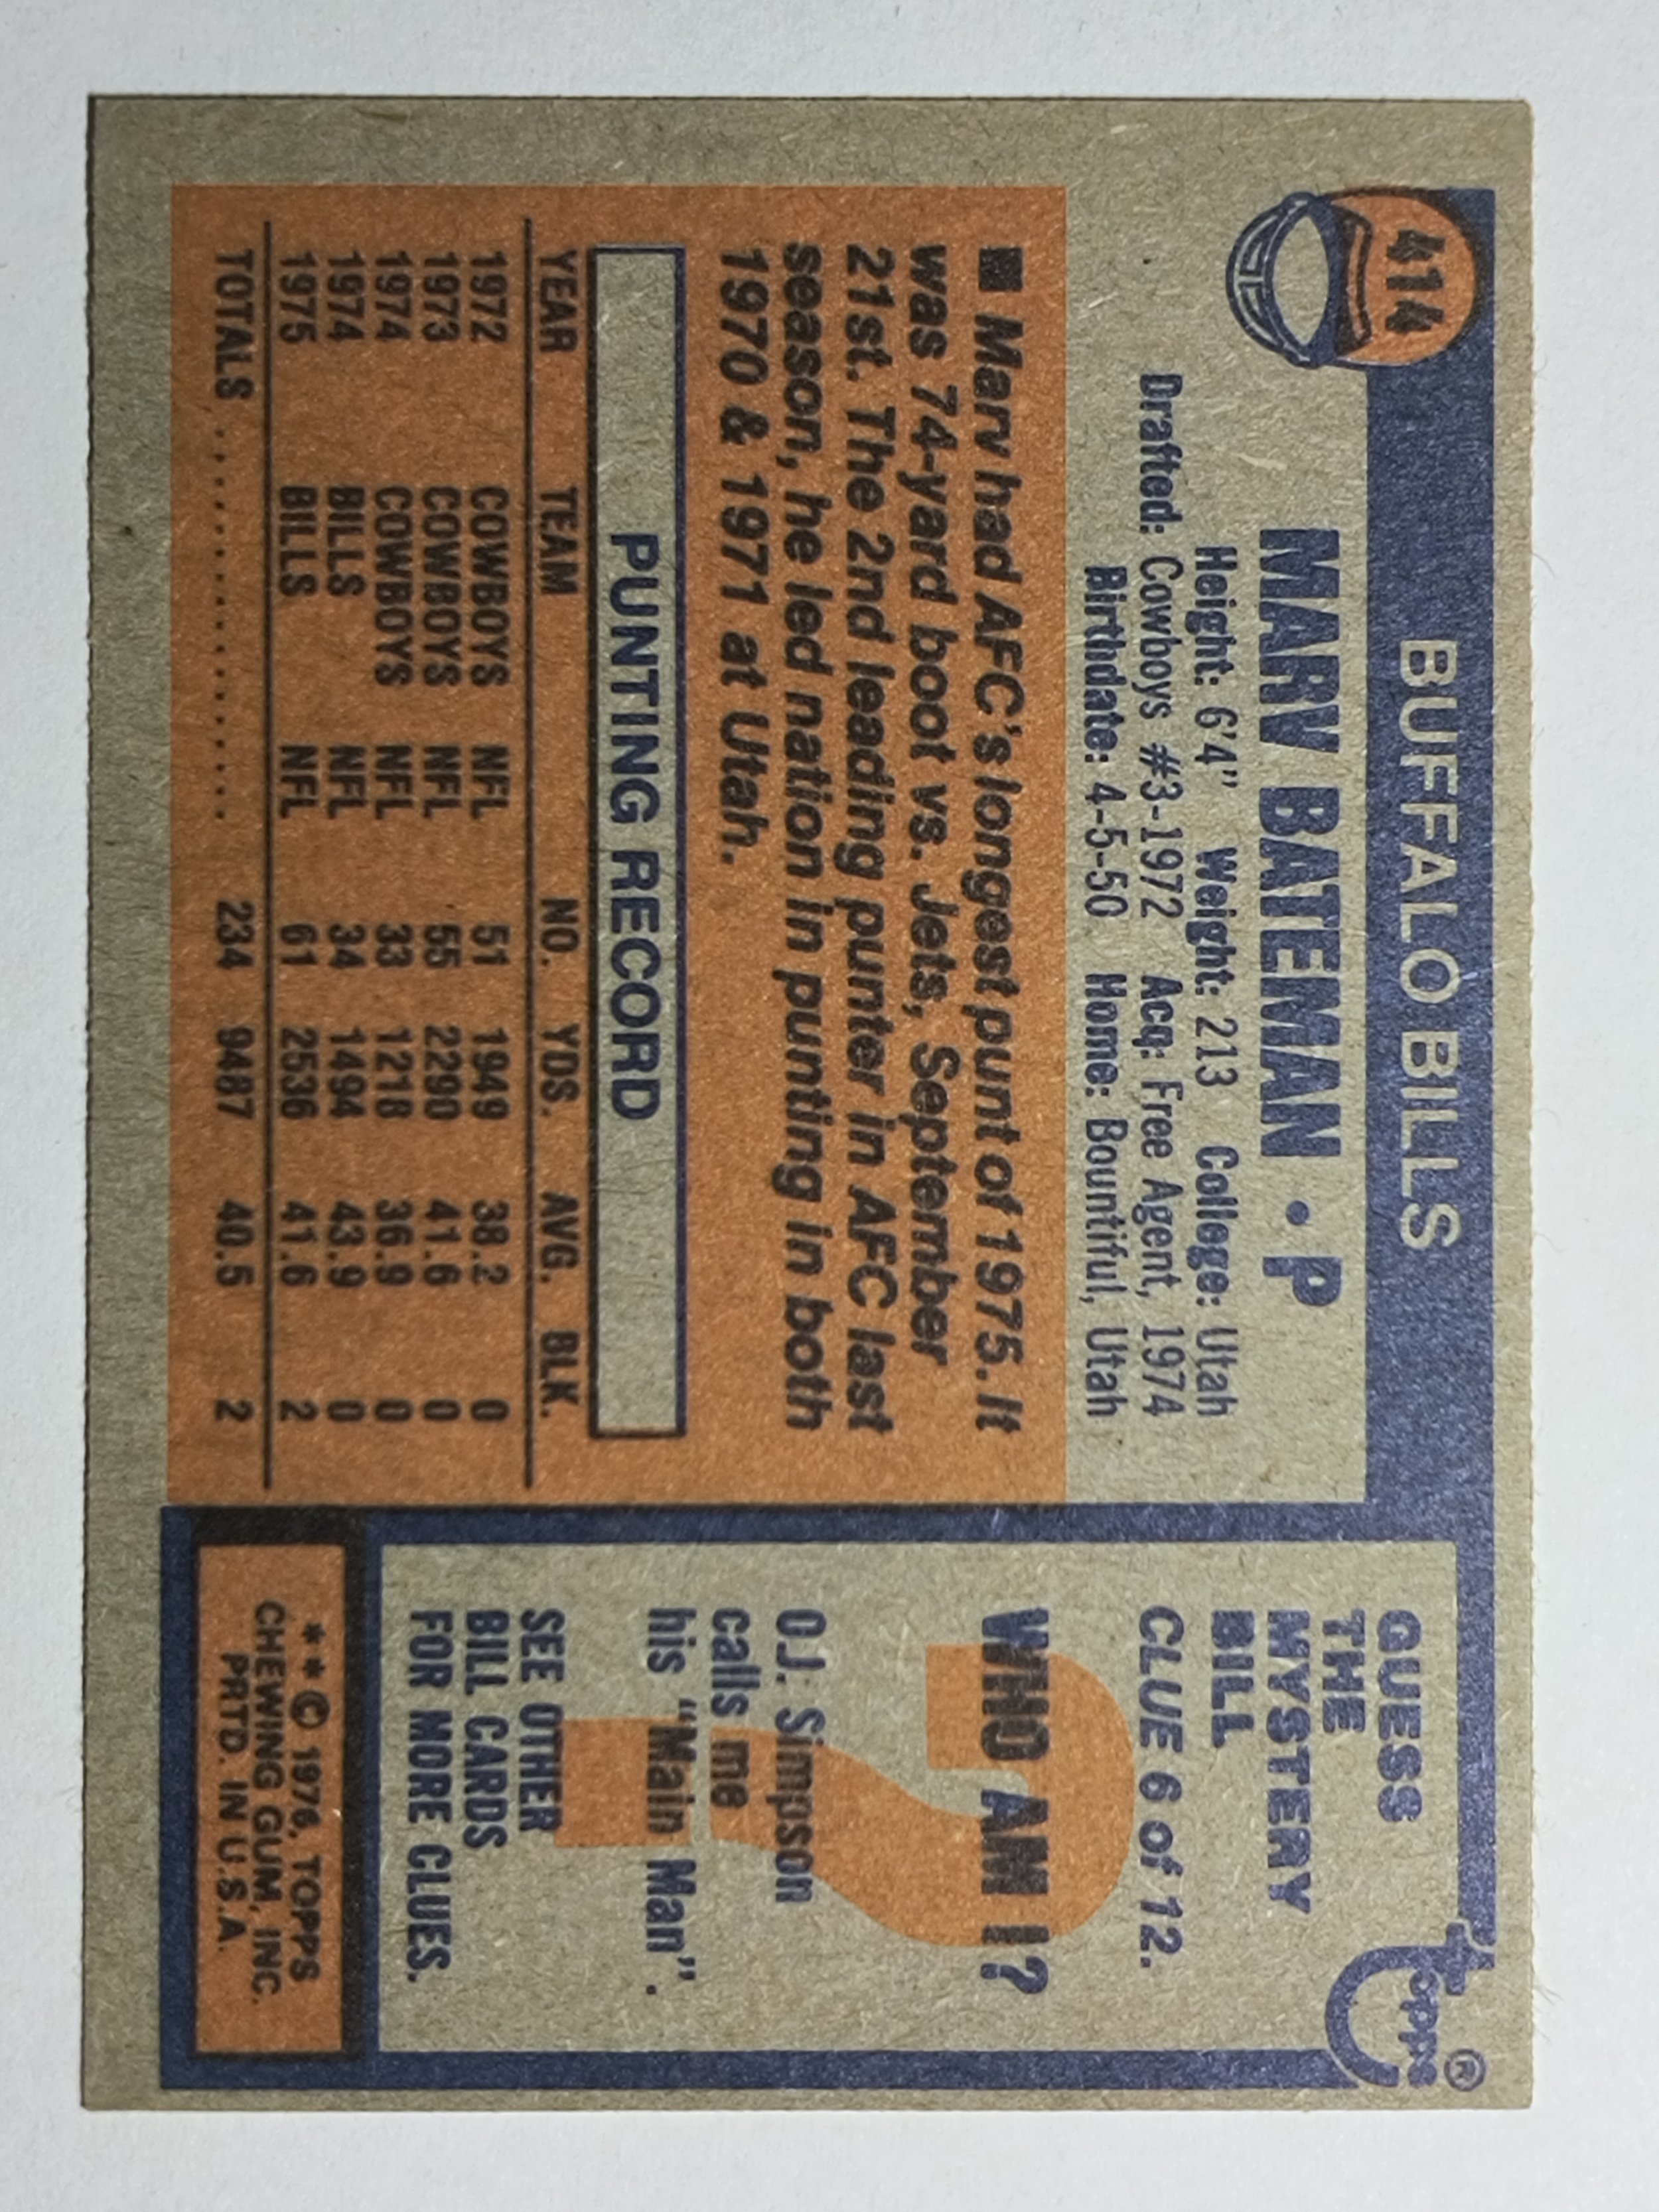 414
BUFFALO BILLS
topps®
MARV BATEMAN • P
Height: 6'4" Weight: 213 College: Utah
Drafted: Cowboys #3-1972 Acq: Free Agent, 1974
Birthdate: 4-5-50 Home: Bountiful, Utah
■ Marv had AFC's longest punt of 1975. It
was 74-yard boot vs. Jets, September
21st. The 2nd leading punter in AFC last
season, he led nation in punting in both
1970 & 1971 at Utah.
PUNTING RECORD
YEAR TEAM NO. YDS. AVG. BLK.
1972 COWBOYS NFL 51 1949 38.2 0
1973 COWBOYS NFL 55 2290 41.6 0
1974 COWBOYS NFL 33 1218 36.9 0
1974 BILLS NFL 34 1494 43.9 0
1975 BILLS NFL 61 2536 41.6 2
TOTALS .................. 234 9487 40.5 2
GUESS
THE
MYSTERY
BILL
CLUE 6 of 12.
?
WHO AM I?
O.J. Simpson
calls me
his "Main Man".
SEE OTHER
BILL CARDS
FOR MORE CLUES.
** © 1976, TOPPS
CHEWING GUM, INC.
PRTD. IN U.S.A.